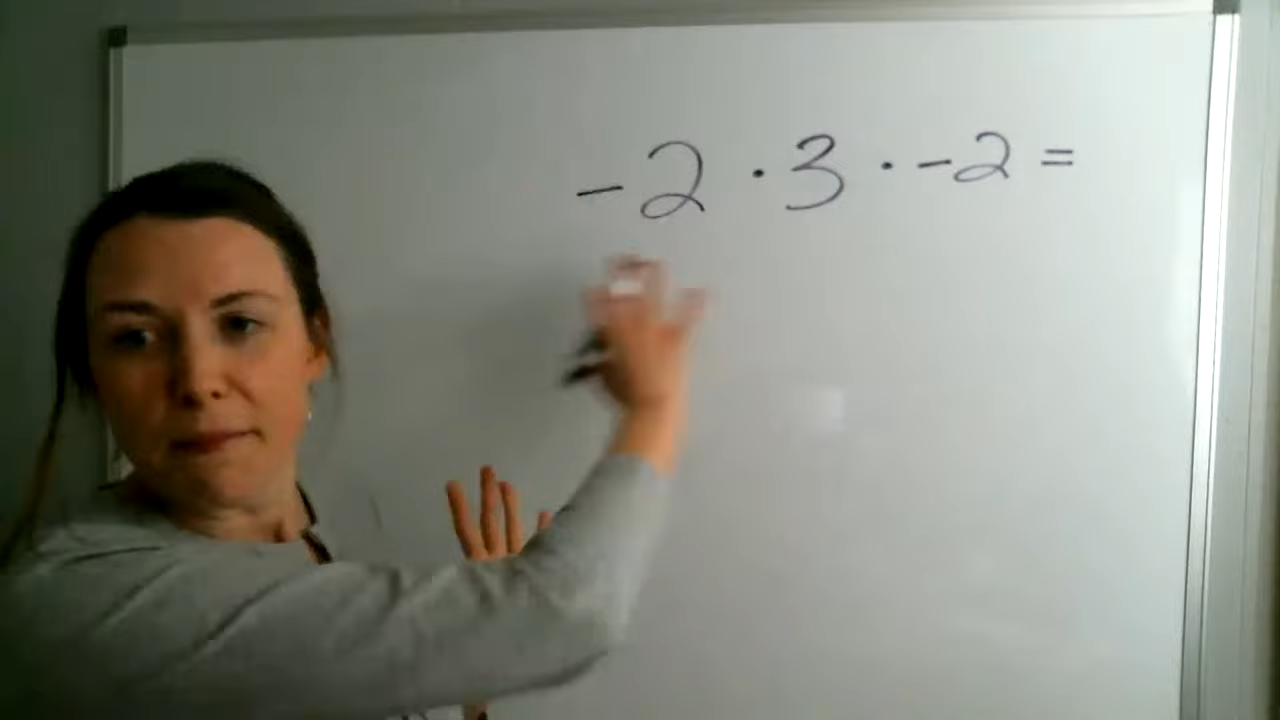 -2 · 3 · -2 =